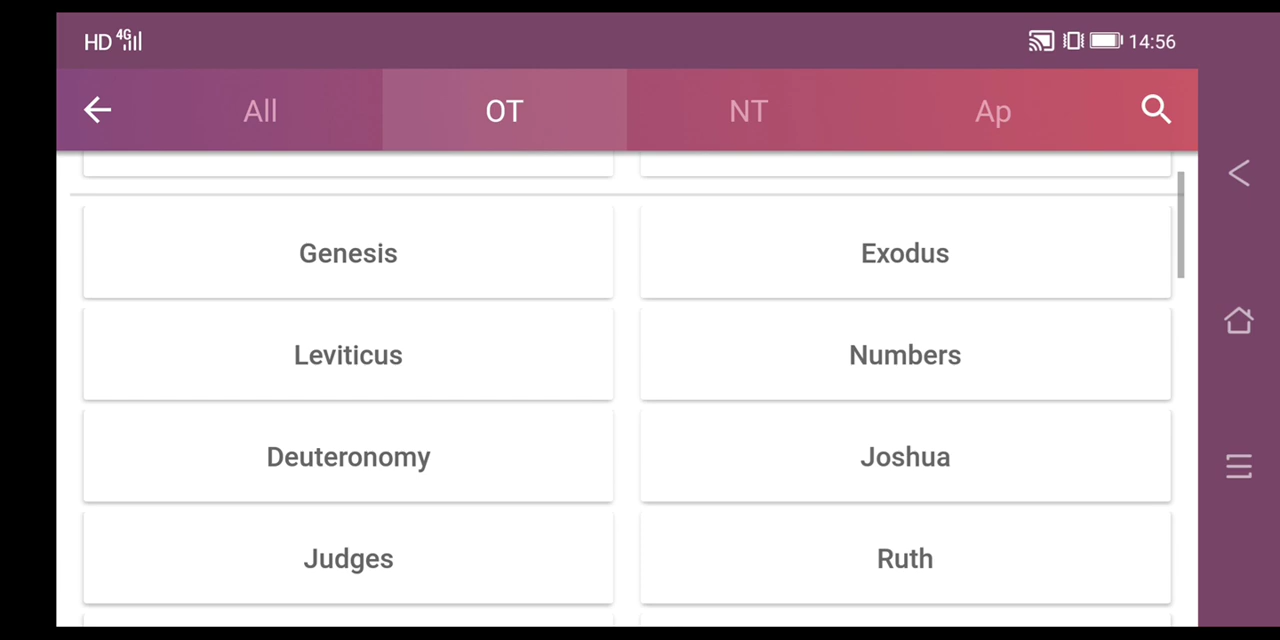 HD 4G 14:56
All OT NT Ap
Genesis Exodus
Leviticus Numbers
Deuteronomy Joshua
Judges Ruth